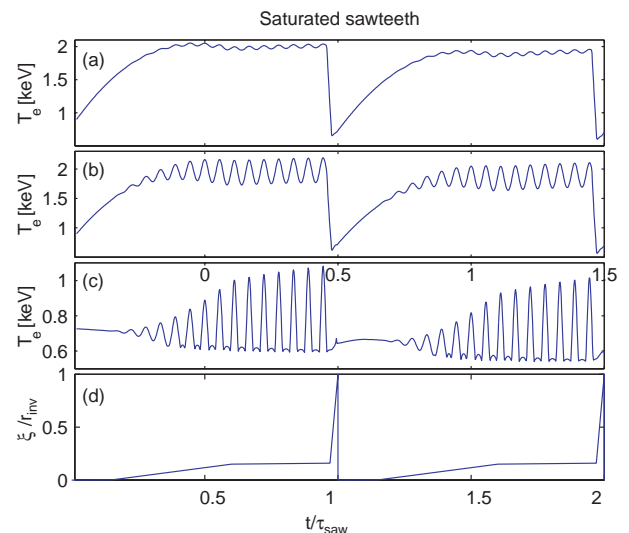 Saturated sawteeth
(a)
T_e [keV]
2
1.5
1
(b)
T_e [keV]
2
1.5
1
0 0.5 1 1.5
(c)
T_e [keV]
1
0.8
0.6
(d)
ξ /r_inv
1
0.5
0
0.5 1 1.5 2
t/τ_saw